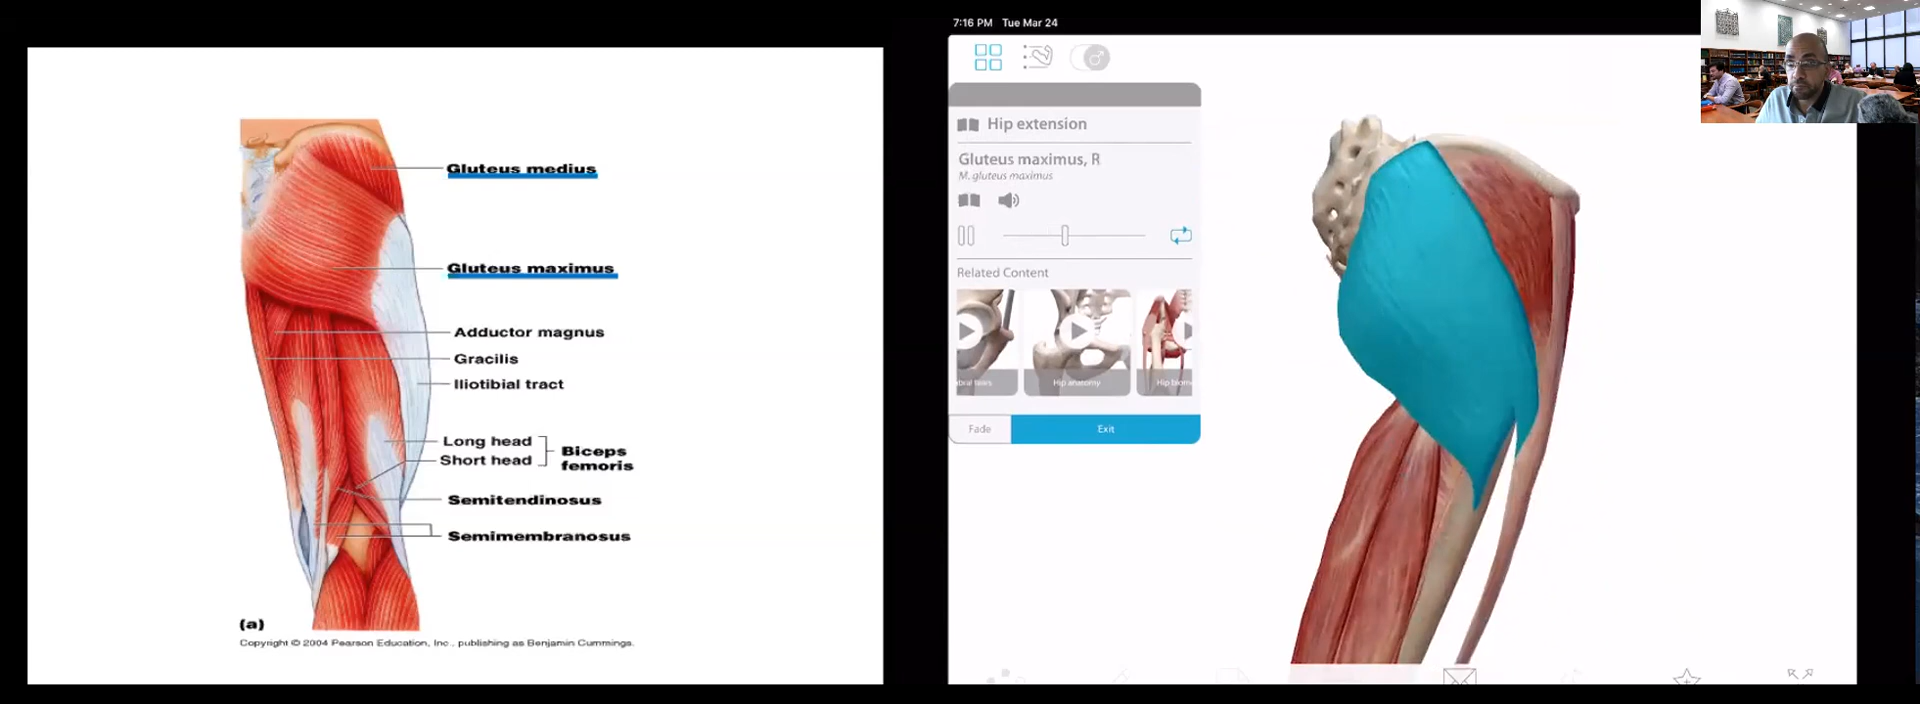 Gluteus medius
Gluteus maximus
Adductor magnus
Gracilis
Iliotibial tract
Long head
Short head
Biceps
femoris
Semitendinosus
Semimembranosus
(a)
Copyright © 2004 Pearson Education, Inc., publishing as Benjamin Cummings.
7:16 PM Tue Mar 24
Hip extension
Gluteus maximus, R
M. gluteus maximus
Related Content
Hip anatomy
Hip
Fade
Exit